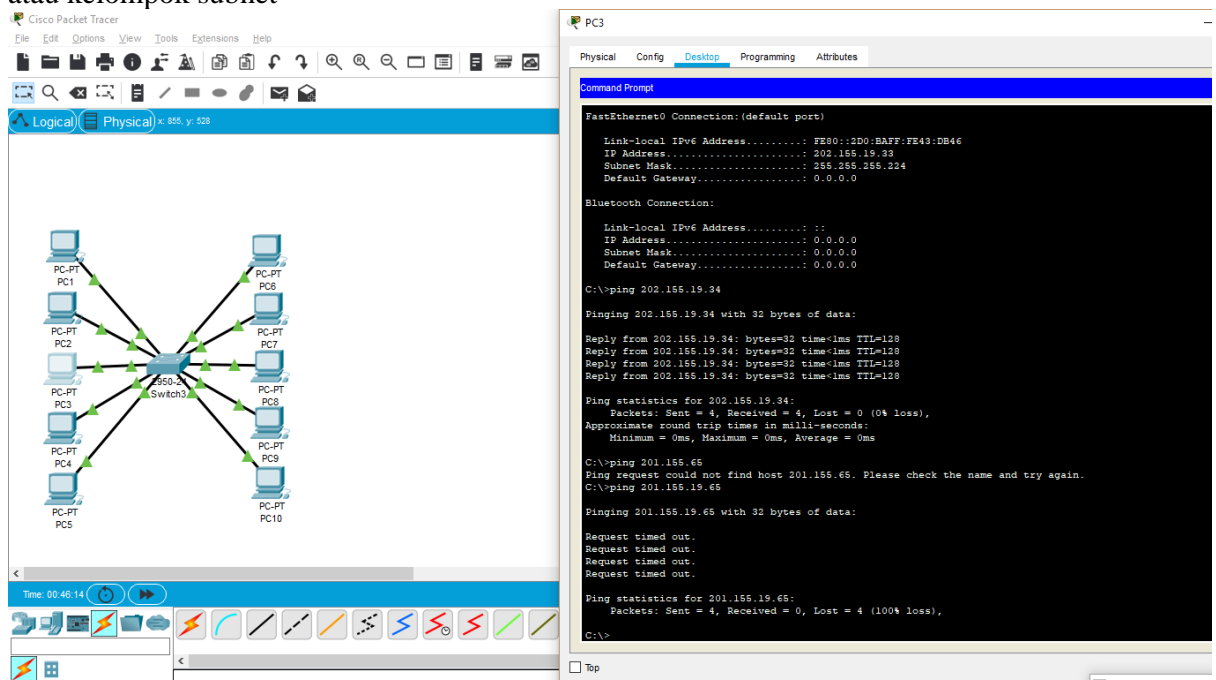 atau kelompok subnet
Cisco Packet Tracer
File Edit Options View Tools Extensions Help
Logical Physical x: 855, y: 528
PC-PT
PC1
PC-PT
PC2
PC-PT
PC3
PC-PT
PC4
PC-PT
PC5
2950-24
Switch3
PC-PT
PC6
PC-PT
PC7
PC-PT
PC8
PC-PT
PC9
PC-PT
PC10
Time: 00:46:14
PC3
Physical Config Desktop Programming Attributes
Command Prompt
FastEthernet0 Connection:(default port)
Link-local IPv6 Address.........: FE80::2D0:BAFF:FE43:DB46
IP Address......................: 202.155.19.33
Subnet Mask.....................: 255.255.255.224
Default Gateway.................: 0.0.0.0
Bluetooth Connection:
Link-local IPv6 Address.........: ::
IP Address......................: 0.0.0.0
Subnet Mask.....................: 0.0.0.0
Default Gateway.................: 0.0.0.0
C:\>ping 202.155.19.34
Pinging 202.155.19.34 with 32 bytes of data:
Reply from 202.155.19.34: bytes=32 time<1ms TTL=128
Reply from 202.155.19.34: bytes=32 time<1ms TTL=128
Reply from 202.155.19.34: bytes=32 time<1ms TTL=128
Reply from 202.155.19.34: bytes=32 time<1ms TTL=128
Ping statistics for 202.155.19.34:
Packets: Sent = 4, Received = 4, Lost = 0 (0% loss),
Approximate round trip times in milli-seconds:
Minimum = 0ms, Maximum = 0ms, Average = 0ms
C:\>ping 201.155.65
Ping request could not find host 201.155.65. Please check the name and try again.
C:\>ping 201.155.19.65
Pinging 201.155.19.65 with 32 bytes of data:
Request timed out.
Request timed out.
Request timed out.
Request timed out.
Ping statistics for 201.155.19.65:
Packets: Sent = 4, Received = 0, Lost = 4 (100% loss),
C:\>
Top